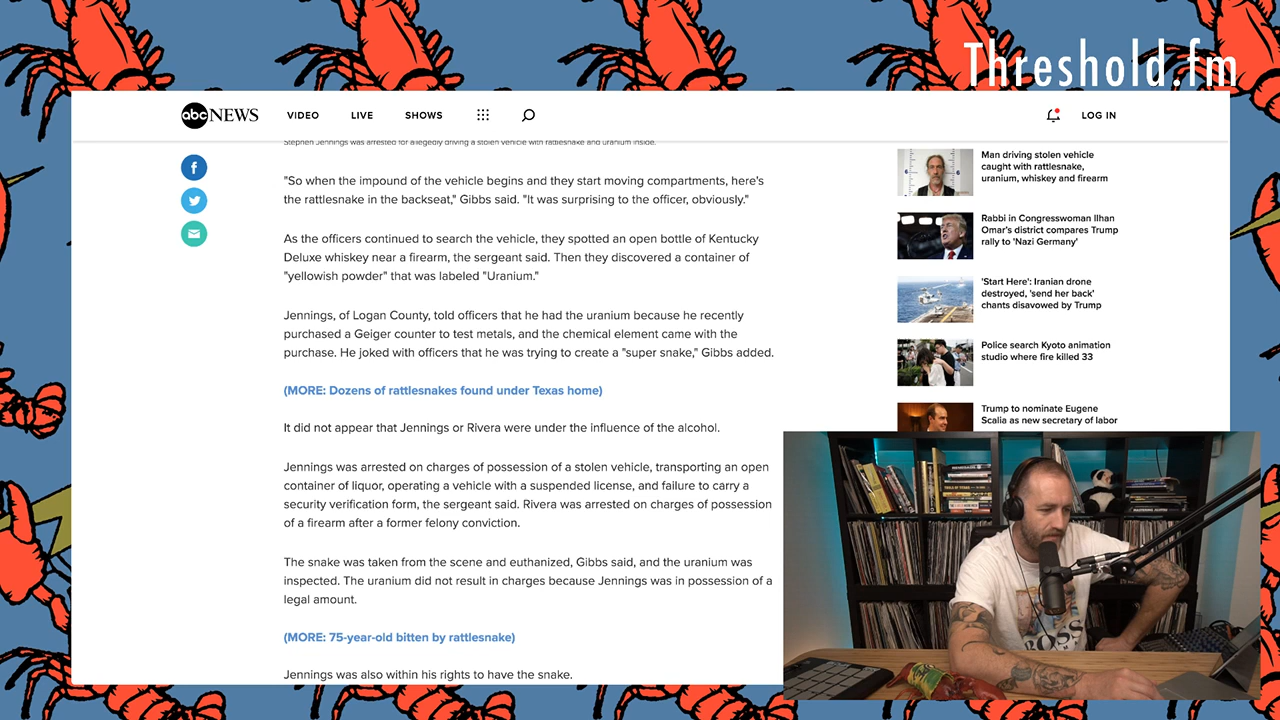 Threshold.fm
abc NEWS VIDEO LIVE SHOWS LOG IN
Stephen Jennings was arrested for allegedly driving a stolen vehicle with rattlesnake and uranium inside.
"So when the impound of the vehicle begins and they start moving compartments, here's
the rattlesnake in the backseat," Gibbs said. "It was surprising to the officer, obviously."
As the officers continued to search the vehicle, they spotted an open bottle of Kentucky
Deluxe whiskey near a firearm, the sergeant said. Then they discovered a container of
"yellowish powder" that was labeled "Uranium."
Jennings, of Logan County, told officers that he had the uranium because he recently
purchased a Geiger counter to test metals, and the chemical element came with the
purchase. He joked with officers that he was trying to create a "super snake," Gibbs added.
(MORE: Dozens of rattlesnakes found under Texas home)
It did not appear that Jennings or Rivera were under the influence of the alcohol.
Jennings was arrested on charges of possession of a stolen vehicle, transporting an open
container of liquor, operating a vehicle with a suspended license, and failure to carry a
security verification form, the sergeant said. Rivera was arrested on charges of possession
of a firearm after a former felony conviction.
The snake was taken from the scene and euthanized, Gibbs said, and the uranium was
inspected. The uranium did not result in charges because Jennings was in possession of a
legal amount.
(MORE: 75-year-old bitten by rattlesnake)
Jennings was also within his rights to have the snake.
Man driving stolen vehicle
caught with rattlesnake,
uranium, whiskey and firearm
Rabbi in Congresswoman Ilhan
Omar's district compares Trump
rally to 'Nazi Germany'
'Start Here': Iranian drone
destroyed, 'send her back'
chants disavowed by Trump
Police search Kyoto animation
studio where fire killed 33
Trump to nominate Eugene
Scalia as new secretary of labor